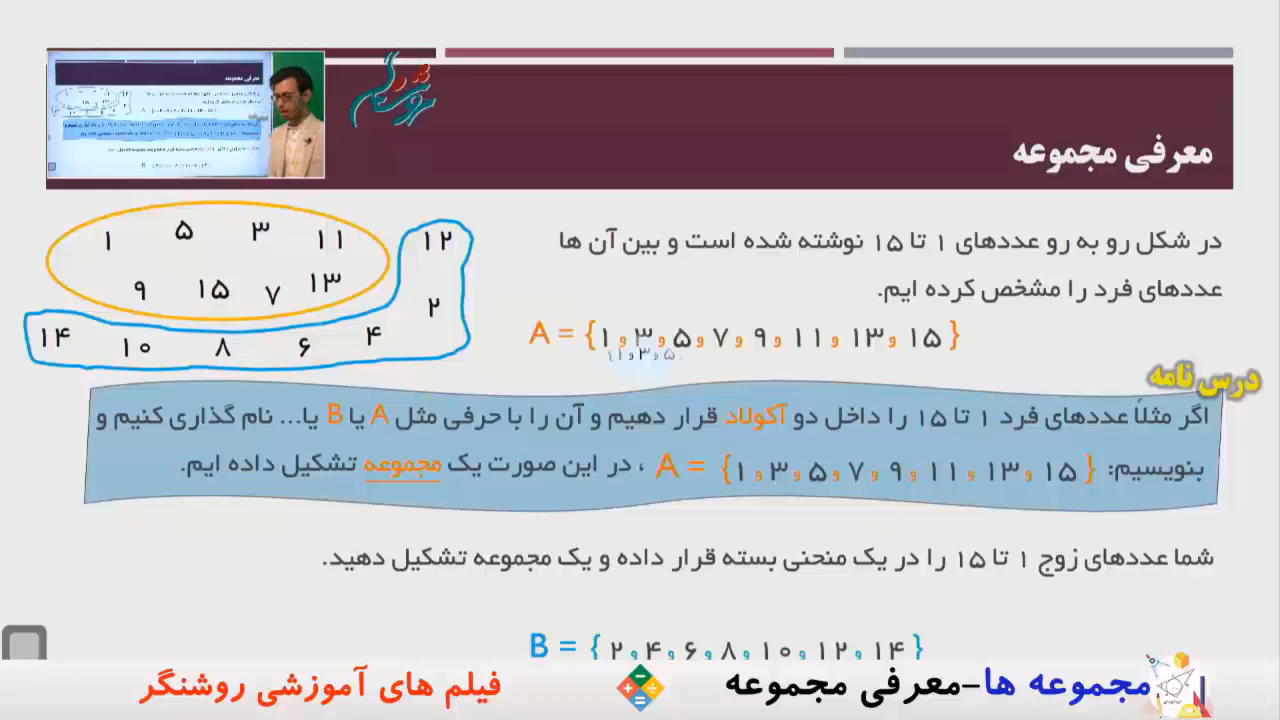 معرفی مجموعه
در شکل رو به رو عددهای ۱ تا ۱۵ نوشته شده است و بین آن ها
عددهای فرد را مشخص کرده ایم.
۱ ۵ ۳ ۱۱
۹ ۱۵ ۷ ۱۳
۱۲
۲
۱۴ ۱۰ ۸ ۶ ۴
A = {۱ و ۳ و ۵ و ۷ و ۹ و ۱۱ و ۱۳ و ۱۵}
درس نامه
اگر مثلاً عددهای فرد ۱ تا ۱۵ را داخل دو آکولاد قرار دهیم و آن را با حرفی مثل A یا B یا... نام گذاری کنیم و
بنویسیم: A = {۱ و ۳ و ۵ و ۷ و ۹ و ۱۱ و ۱۳ و ۱۵} ، در این صورت یک مجموعه تشکیل داده ایم.
شما عددهای زوج ۱ تا ۱۵ را در یک منحنی بسته قرار داده و یک مجموعه تشکیل دهید.
B = {۲ و ۴ و ۶ و ۸ و ۱۰ و ۱۲ و ۱۴}
مجموعه ها-معرفی مجموعه
فیلم های آموزشی روشنگر